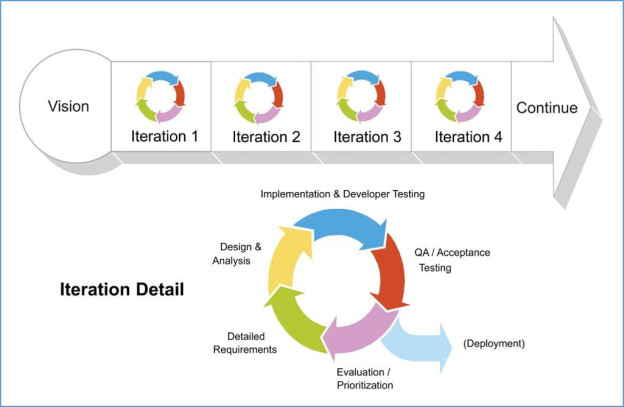 Vision
Iteration 1
Iteration 2
Iteration 3
Iteration 4
Continue
Implementation & Developer Testing
Design &
Analysis
QA / Acceptance
Testing
Iteration Detail
Detailed
Requirements
(Deployment)
Evaluation /
Prioritization